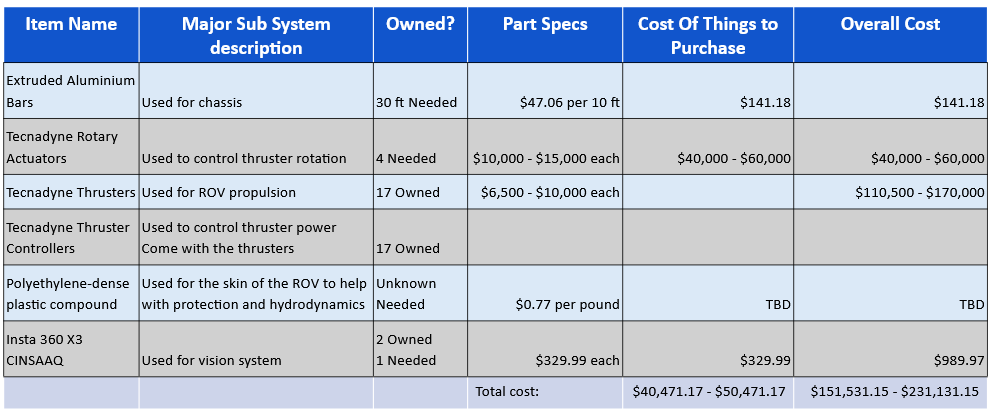 Item Name
Major Sub System
description
Owned?
Part Specs
Cost Of Things to
Purchase
Overall Cost
Extruded Aluminium
Bars
Used for chassis
30 ft Needed
$47.06 per 10 ft
$141.18
$141.18
Tecnadyne Rotary
Actuators
Used to control thruster rotation
4 Needed
$10,000 - $15,000 each
$40,000 - $60,000
$40,000 - $60,000
Tecnadyne Thrusters
Used for ROV propulsion
17 Owned
$6,500 - $10,000 each
$110,500 - $170,000
Tecnadyne Thruster
Controllers
Used to control thruster power
Come with the thrusters
17 Owned
Polyethylene-dense
plastic compound
Used for the skin of the ROV to help
with protection and hydrodynamics
Unknown
Needed
$0.77 per pound
TBD
TBD
Insta 360 X3
CINSAAQ
Used for vision system
2 Owned
1 Needed
$329.99 each
$329.99
$989.97
Total cost:
$40,471.17 - $50,471.17
$151,531.15 - $231,131.15